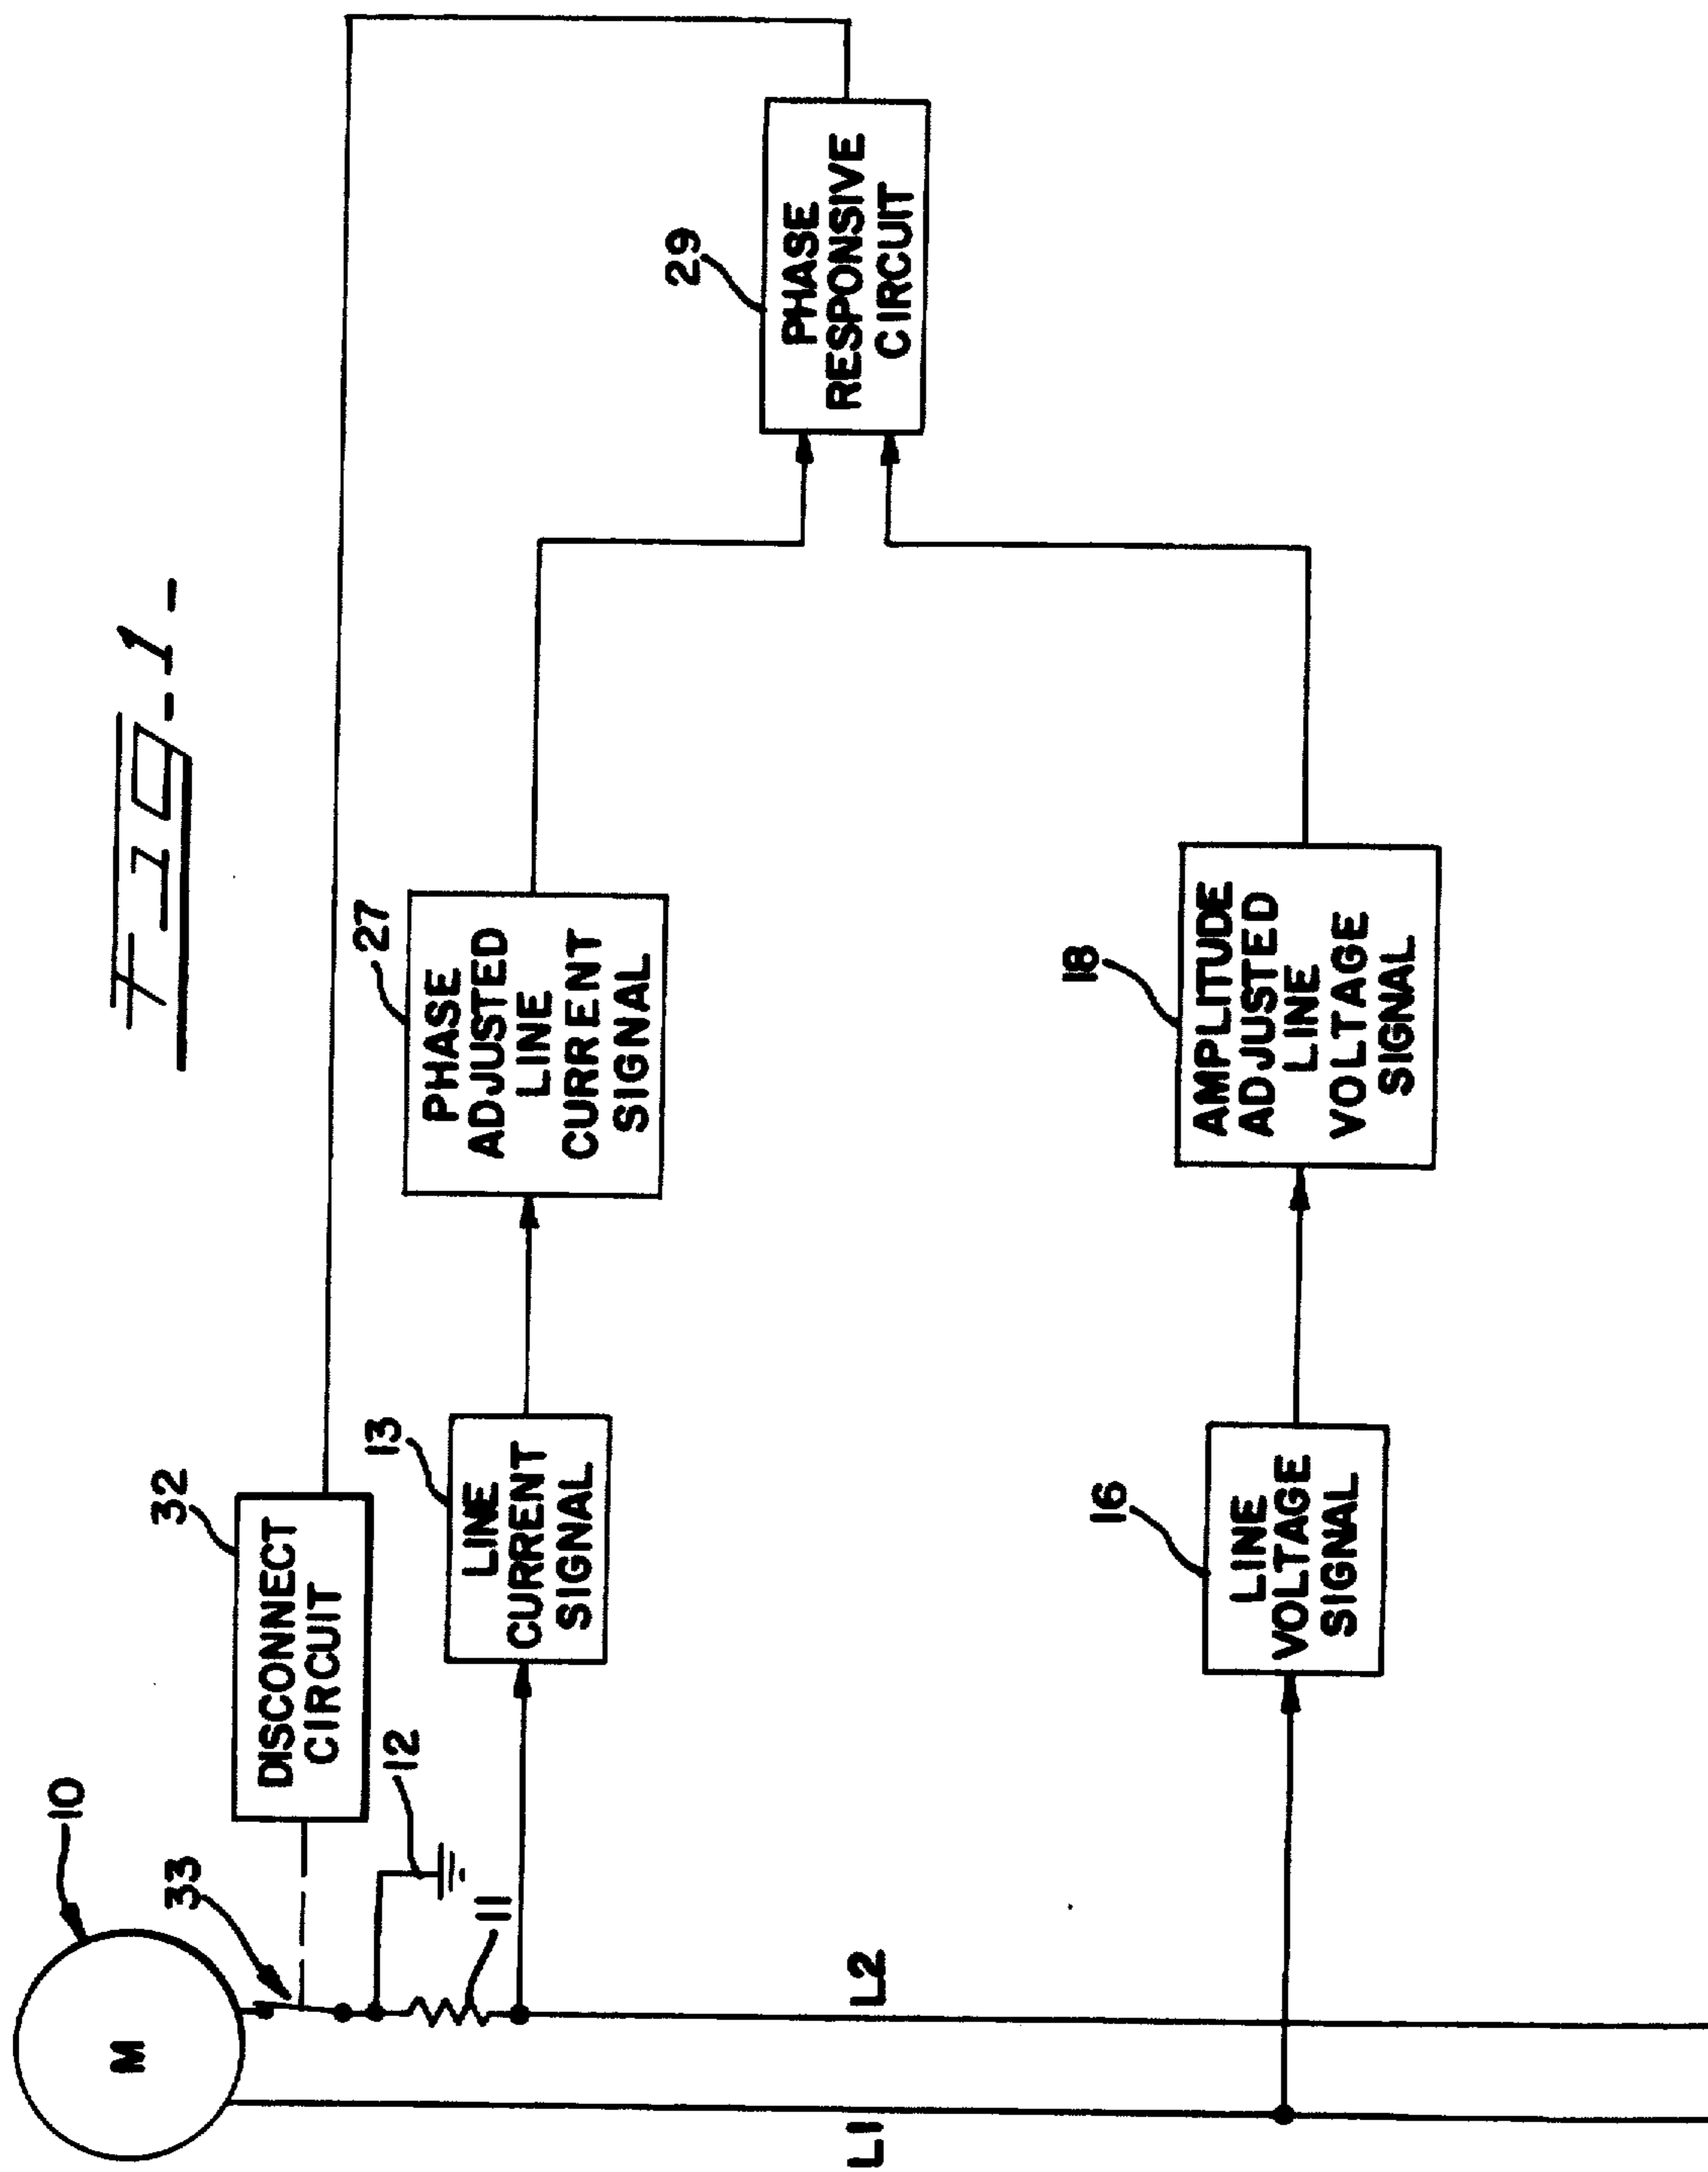 FIG-1-
10
M
33
32
DISCONNECT
CIRCUIT
12
11
13
LINE
CURRENT
SIGNAL
27
PHASE
ADJUSTED
LINE
CURRENT
SIGNAL
29
PHASE
RESPONSIVE
CIRCUIT
L1
L2
16
LINE
VOLTAGE
SIGNAL
18
AMPLITUDE
ADJUSTED
LINE
VOLTAGE
SIGNAL